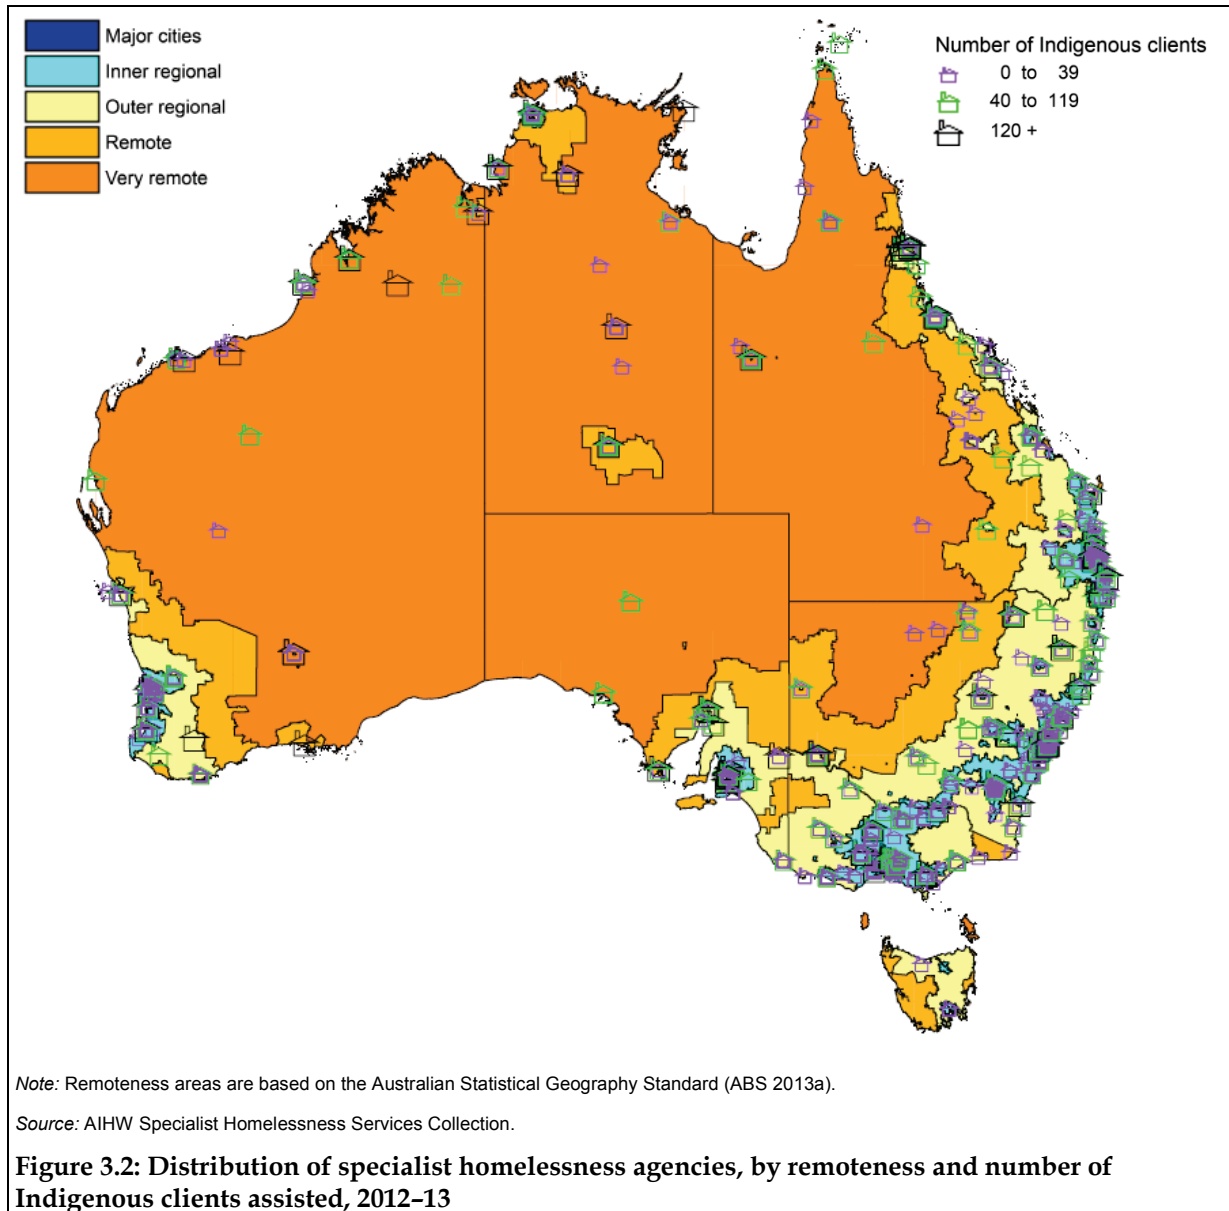 Major cities
Inner regional
Outer regional
Remote
Very remote
Number of Indigenous clients
0 to 39
40 to 119
120 +
Note: Remoteness areas are based on the Australian Statistical Geography Standard (ABS 2013a).
Source: AIHW Specialist Homelessness Services Collection.
Figure 3.2: Distribution of specialist homelessness agencies, by remoteness and number of
Indigenous clients assisted, 2012–13